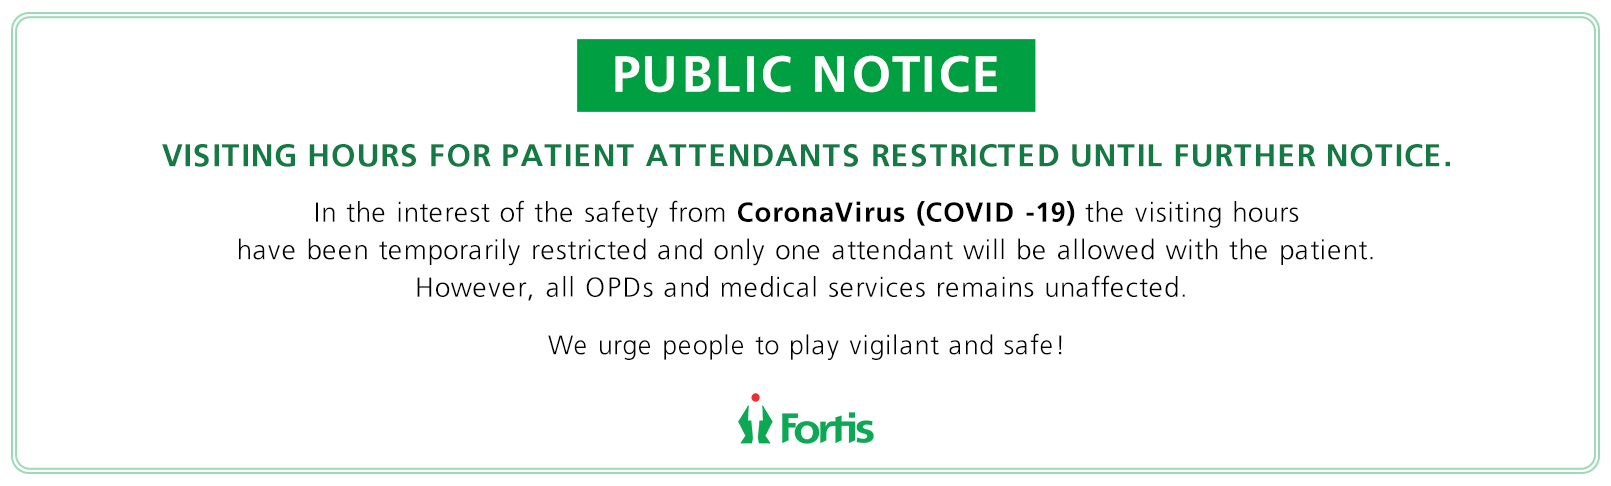 PUBLIC NOTICE
VISITING HOURS FOR PATIENT ATTENDANTS RESTRICTED UNTIL FURTHER NOTICE.
In the interest of the safety from CoronaVirus (COVID -19) the visiting hours
have been temporarily restricted and only one attendant will be allowed with the patient.
However, all OPDs and medical services remains unaffected.
We urge people to play vigilant and safe!
Fortis